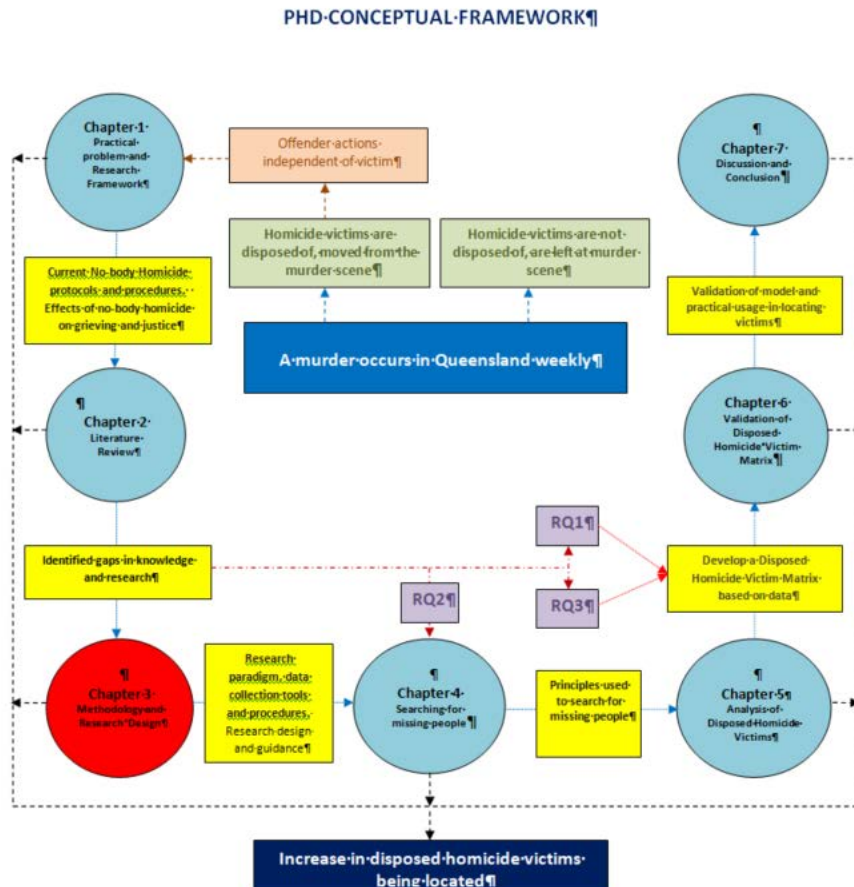 PHD·CONCEPTUAL·FRAMEWORK¶
Chapter·1·
Practical·
problem·and·
Research·
Framework¶
Offender·actions·
independent·of·victim¶
¶
Chapter·7·
Discussion·and·
Conclusion¶
Homicide·victims·are·
disposed·of,·moved·from·the·
murder·scene¶
Homicide·victims·are·not·
disposed·of,·are·left·at·murder·
scene¶
Current·No-body·Homicide·
protocols·and·procedures.··
Effects·of·no-body·homicide·
on·grieving·and·justice¶
Validation·of·model·and·
practical·usage·in·locating·
victims¶
A·murder·occurs·in·Queensland·weekly¶
¶
Chapter·2·
Literature·
Review¶
Chapter·6·
Validation·of·
Disposed·
Homicide°Victim·
Matrix¶
Identified·gaps·in·knowledge·
and·research¶
RQ1¶
RQ2¶
RQ3¶
Develop·a·Disposed·
Homicide·Victim·Matrix·
based·on·data¶
¶
Chapter·3·
Methodology·and·
Research°Design¶
Research·
paradigm,·data·
collection·tools·
and·procedures,·
Research·design·
and·guidance¶
¶
Chapter·4·
Searching·for·
missing·people¶
Principles·used·
to·search·for·
missing·people¶
¶
Chapter·5¶
Analysis·of·
Disposed·Homicide·
Victims¶
Increase·in·disposed·homicide·victims·
being·located¶